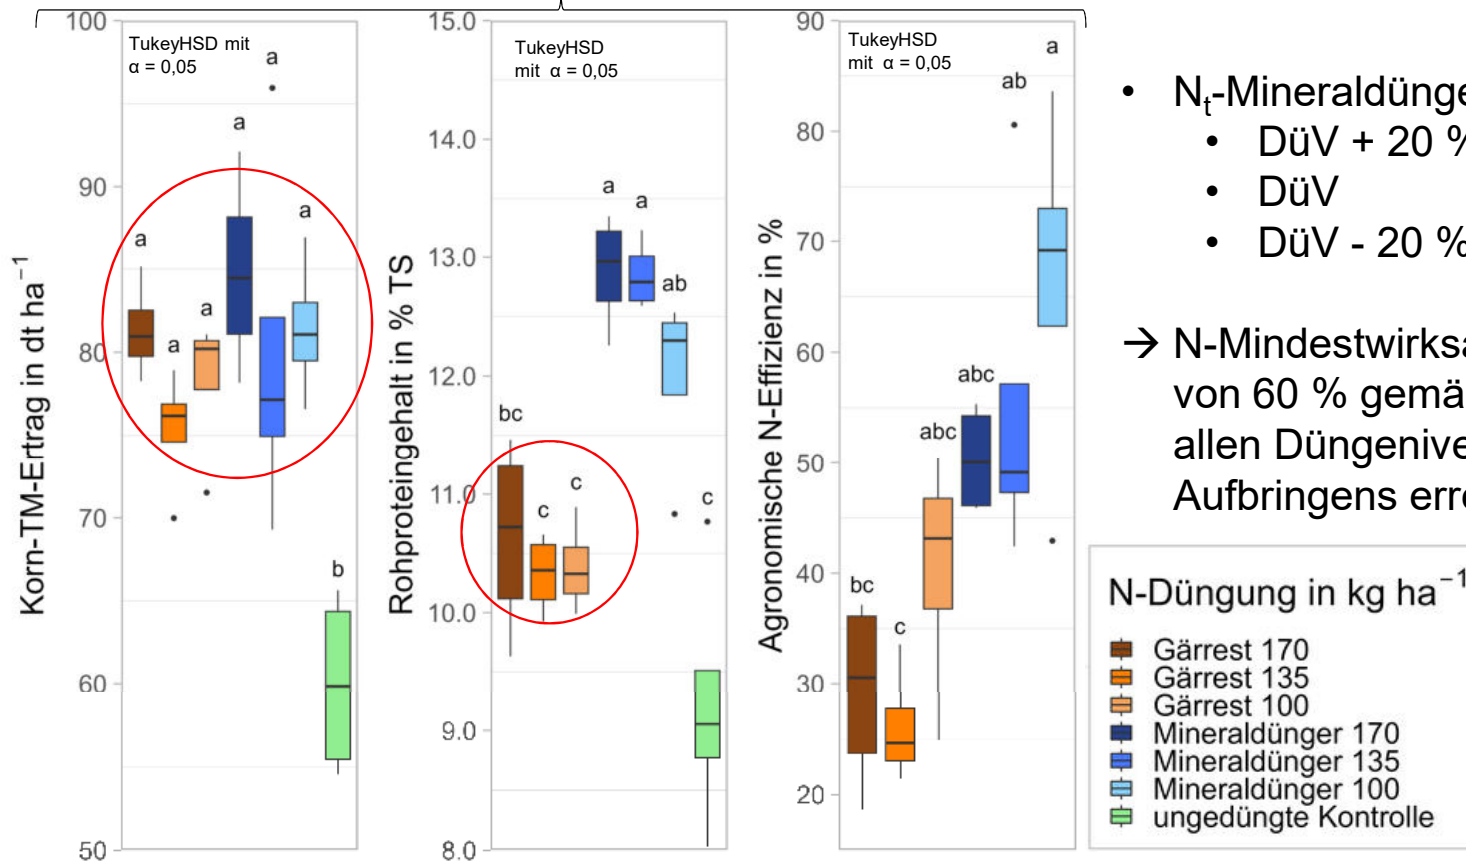 Korn-TM-Ertrag in dt ha⁻¹
100
90
80
70
60
50
TukeyHSD mit
α = 0,05
a
a
a
a
a
a
b
Rohproteingehalt in % TS
15.0
14.0
13.0
12.0
11.0
10.0
9.0
8.0
TukeyHSD
mit α = 0,05
bc
c
c
a
a
ab
c
Agronomische N-Effizienz in %
90
80
70
60
50
40
30
20
TukeyHSD
mit α = 0,05
bc
c
abc
abc
ab
a
• Nₜ-Mineraldünge
• DüV + 20 %
• DüV
• DüV - 20 %
→ N-Mindestwirksa
von 60 % gemä
allen Düngenive
Aufbringens erre
N-Düngung in kg ha⁻¹
Gärrest 170
Gärrest 135
Gärrest 100
Mineraldünger 170
Mineraldünger 135
Mineraldünger 100
ungedüngte Kontrolle